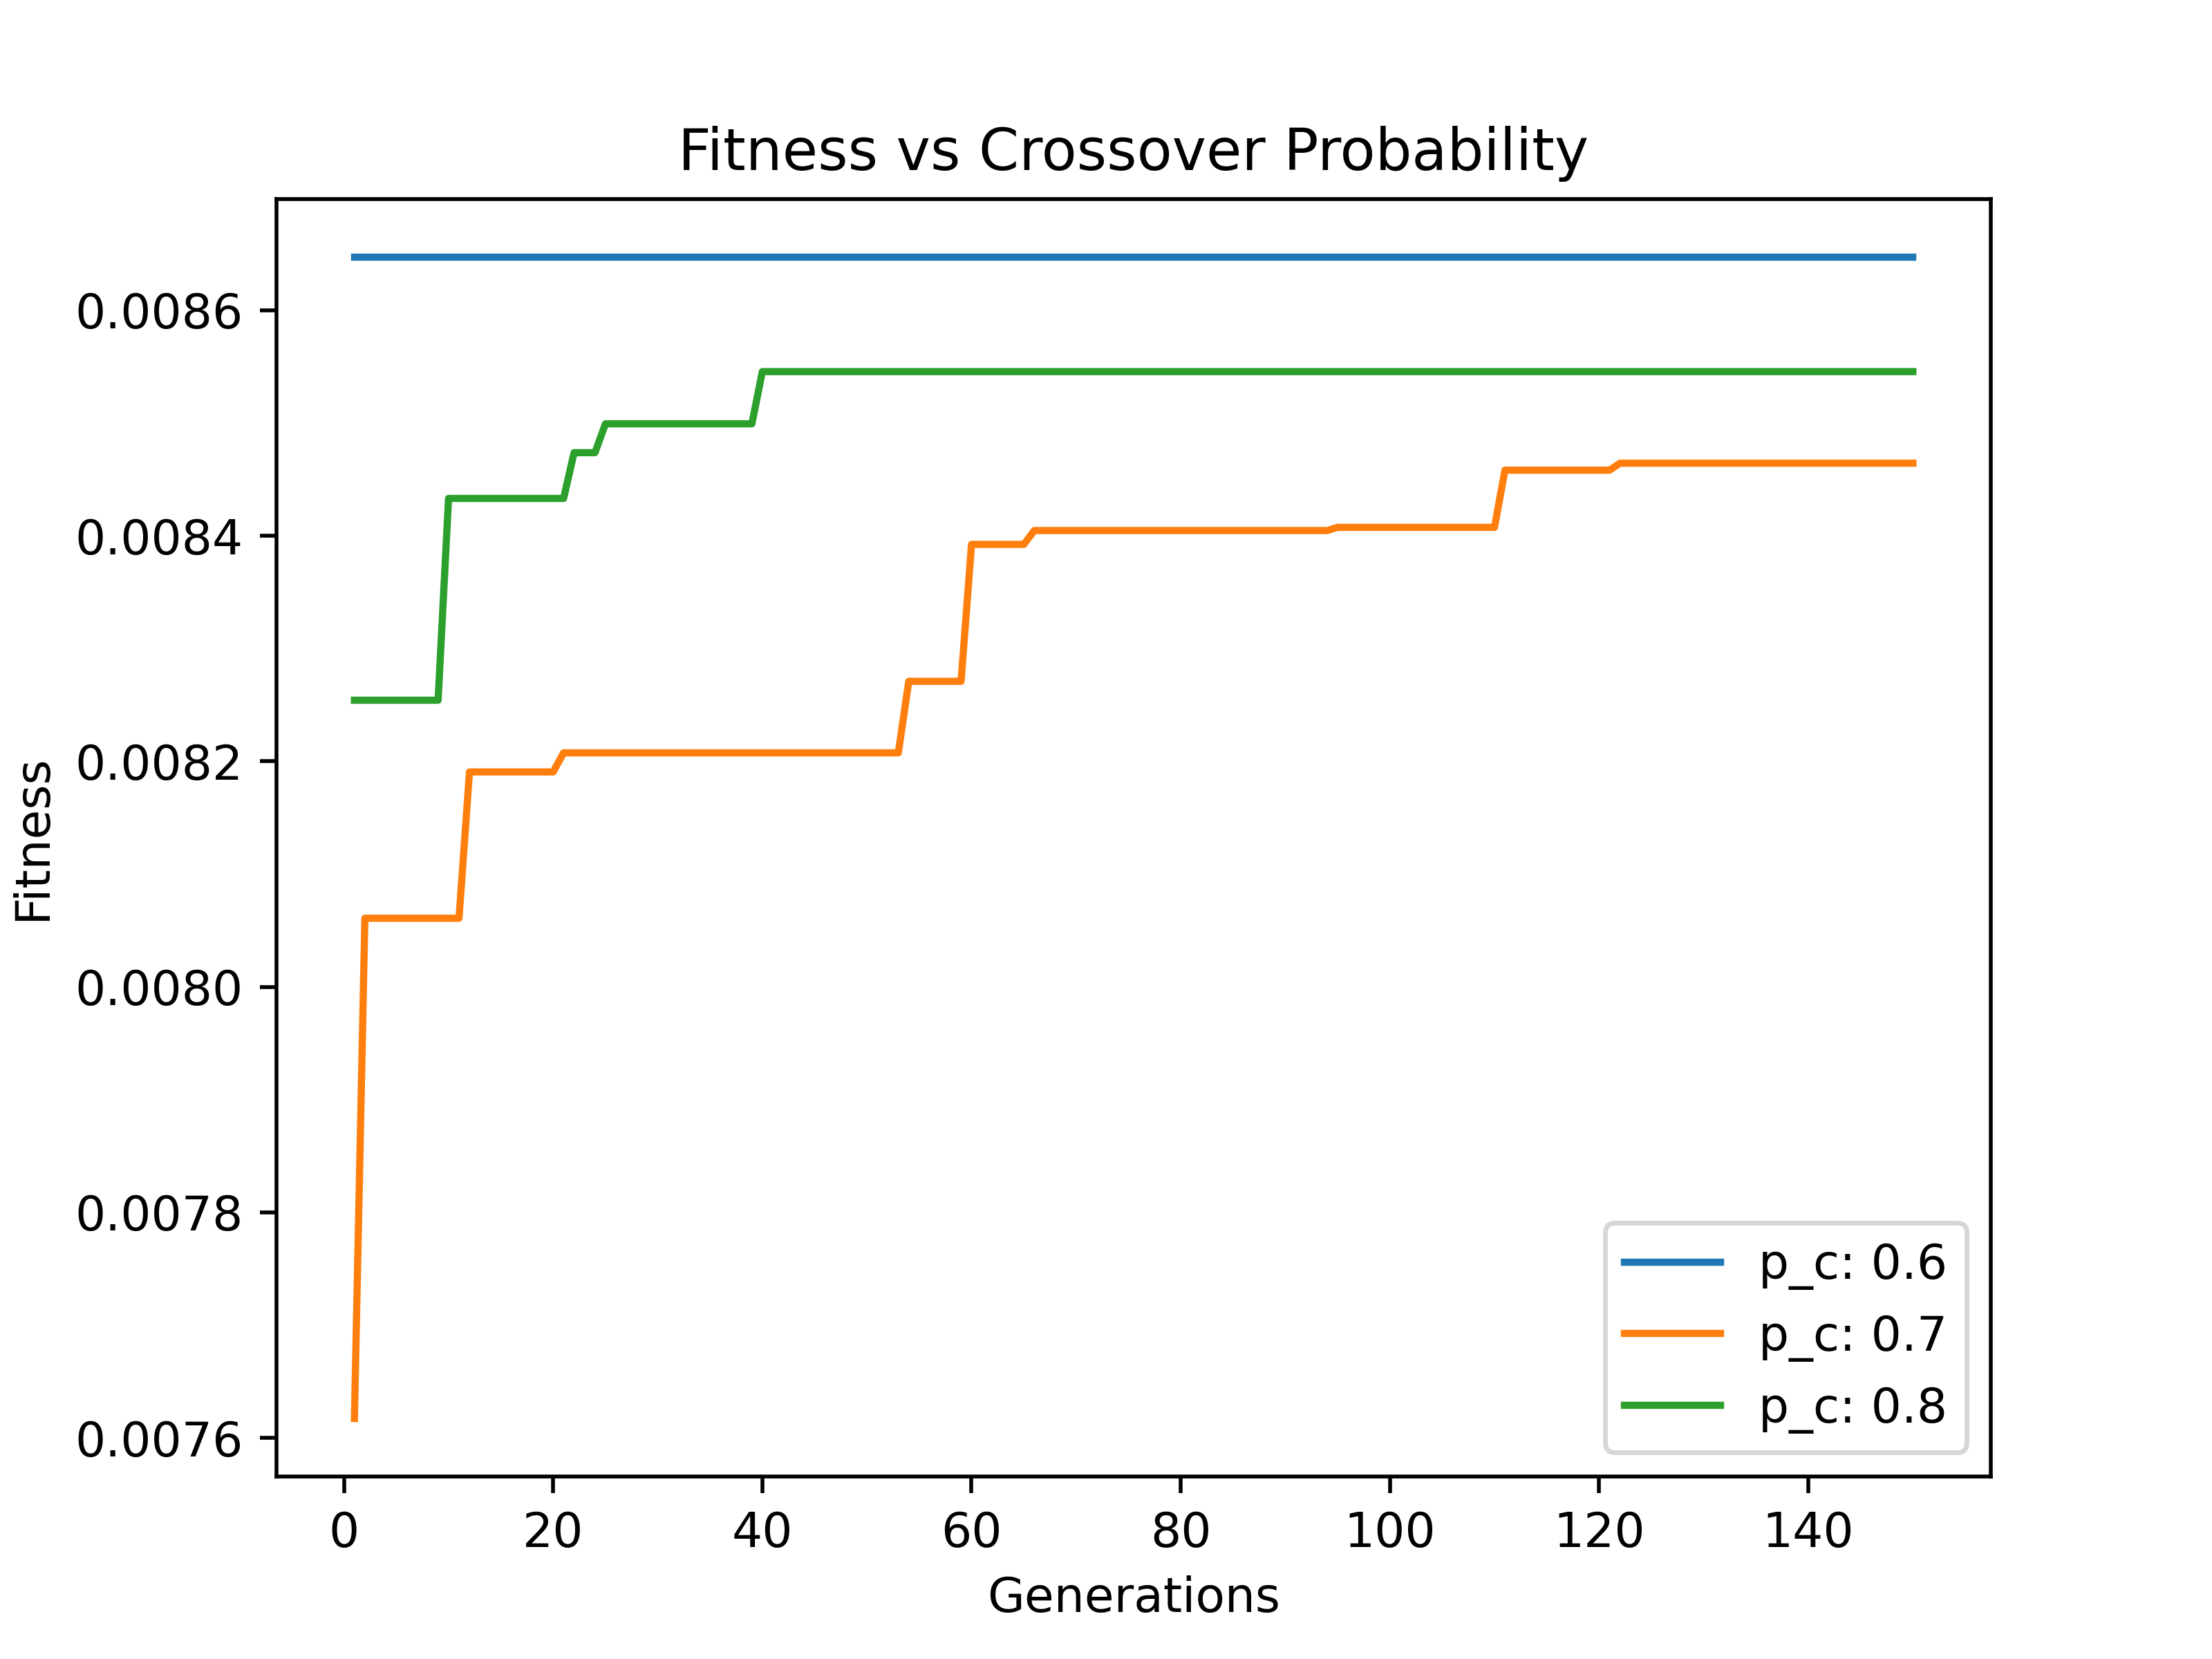 Fitness vs Crossover Probability
Fitness
0.0086
0.0084
0.0082
0.0080
0.0078
0.0076
0 20 40 60 80 100 120 140
Generations
p_c: 0.6
p_c: 0.7
p_c: 0.8